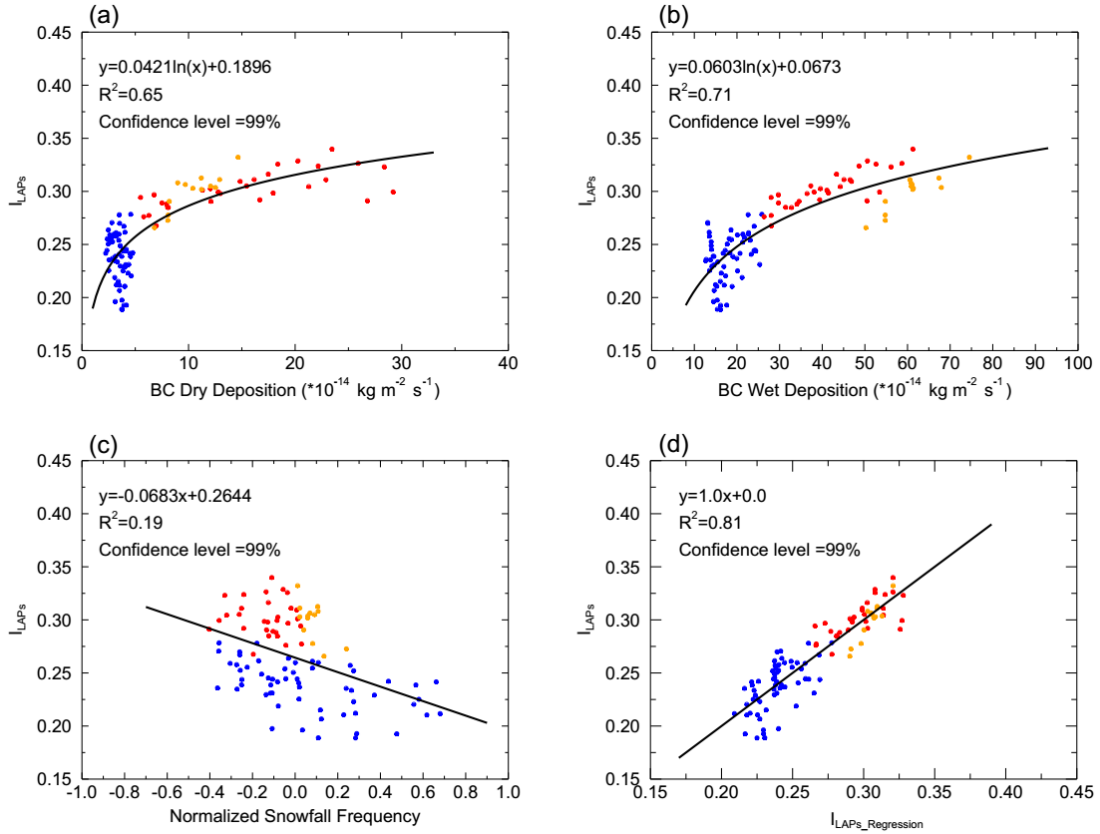 (a)
y=0.0421ln(x)+0.1896
R²=0.65
Confidence level =99%
I_LAPs
0.45
0.40
0.35
0.30
0.25
0.20
0.15
0 10 20 30 40
BC Dry Deposition (*10⁻¹⁴ kg m⁻² s⁻¹)
(b)
y=0.0603ln(x)+0.0673
R²=0.71
Confidence level =99%
I_LAPs
0.45
0.40
0.35
0.30
0.25
0.20
0.15
0 10 20 30 40 50 60 70 80 90 100
BC Wet Deposition (*10⁻¹⁴ kg m⁻² s⁻¹)
(c)
y=-0.0683x+0.2644
R²=0.19
Confidence level =99%
I_LAPs
0.45
0.40
0.35
0.30
0.25
0.20
0.15
-1.0 -0.8 -0.6 -0.4 -0.2 0.0 0.2 0.4 0.6 0.8 1.0
Normalized Snowfall Frequency
(d)
y=1.0x+0.0
R²=0.81
Confidence level =99%
I_LAPs
0.45
0.40
0.35
0.30
0.25
0.20
0.15
0.15 0.20 0.25 0.30 0.35 0.40 0.45
I_LAPs_Regression